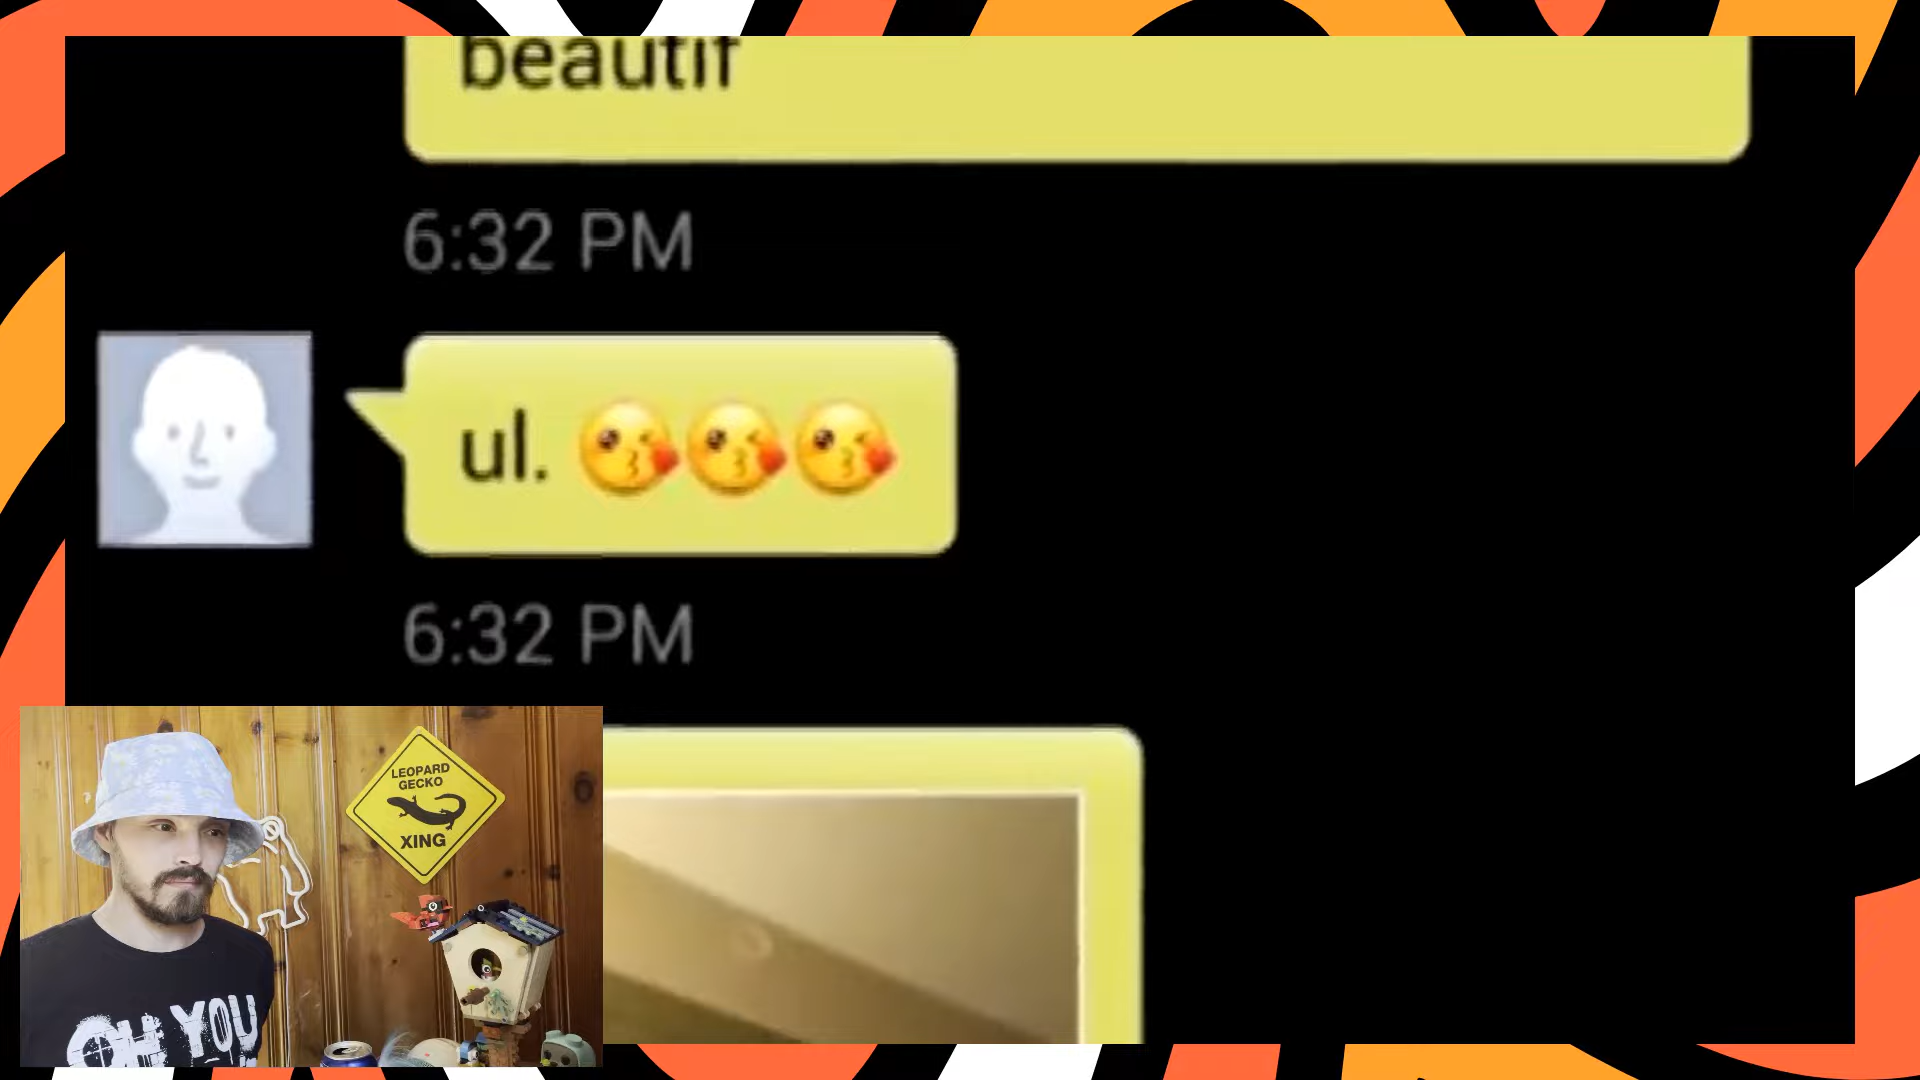 beautif
6:32 PM
ul. 😘😘😘
6:32 PM
LEOPARD
GECKO
XING
OH YOU